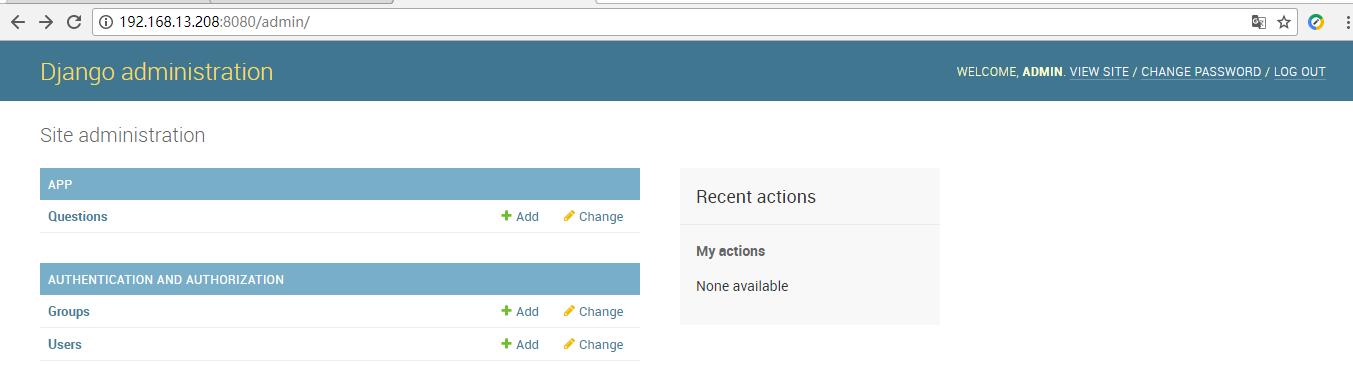 192.168.13.208:8080/admin/
Django administration
WELCOME, ADMIN. VIEW SITE / CHANGE PASSWORD / LOG OUT
Site administration
APP
Questions Add Change
AUTHENTICATION AND AUTHORIZATION
Groups Add Change
Users Add Change
Recent actions
My actions
None available